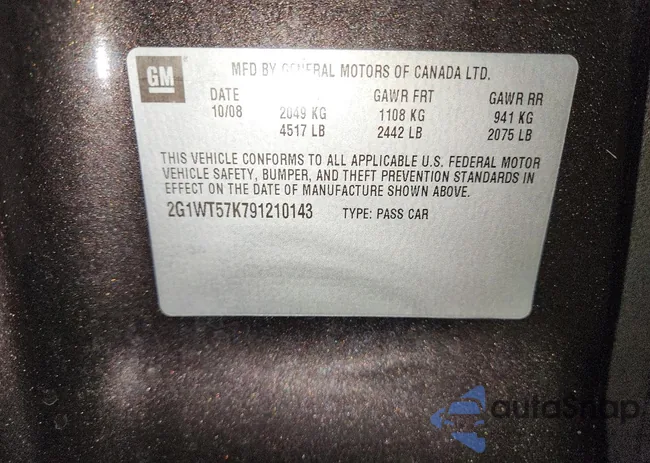 GM
MFD BY GENERAL MOTORS OF CANADA LTD.
DATE GAWR FRT GAWR RR
10/08 2049 KG 1108 KG 941 KG
4517 LB 2442 LB 2075 LB
THIS VEHICLE CONFORMS TO ALL APPLICABLE U.S. FEDERAL MOTOR
VEHICLE SAFETY, BUMPER, AND THEFT PREVENTION STANDARDS IN
EFFECT ON THE DATE OF MANUFACTURE SHOWN ABOVE.
2G1WT57K791210143 TYPE: PASS CAR
autoSnap